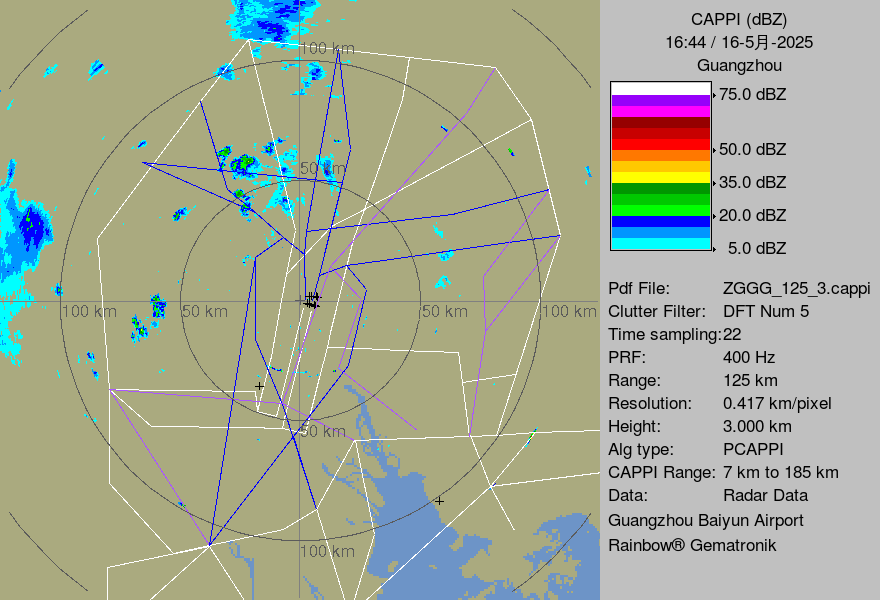 100 km
50 km
100 km
50 km
50 km
100 km
50 km
100 km
CAPPI (dBZ)
16:44 / 16-5月-2025
Guangzhou
75.0 dBZ
50.0 dBZ
35.0 dBZ
20.0 dBZ
5.0 dBZ
Pdf File: ZGGG_125_3.cappi
Clutter Filter: DFT Num 5
Time sampling:22
PRF: 400 Hz
Range: 125 km
Resolution: 0.417 km/pixel
Height: 3.000 km
Alg type: PCAPPI
CAPPI Range: 7 km to 185 km
Data: Radar Data
Guangzhou Baiyun Airport
Rainbow® Gematronik